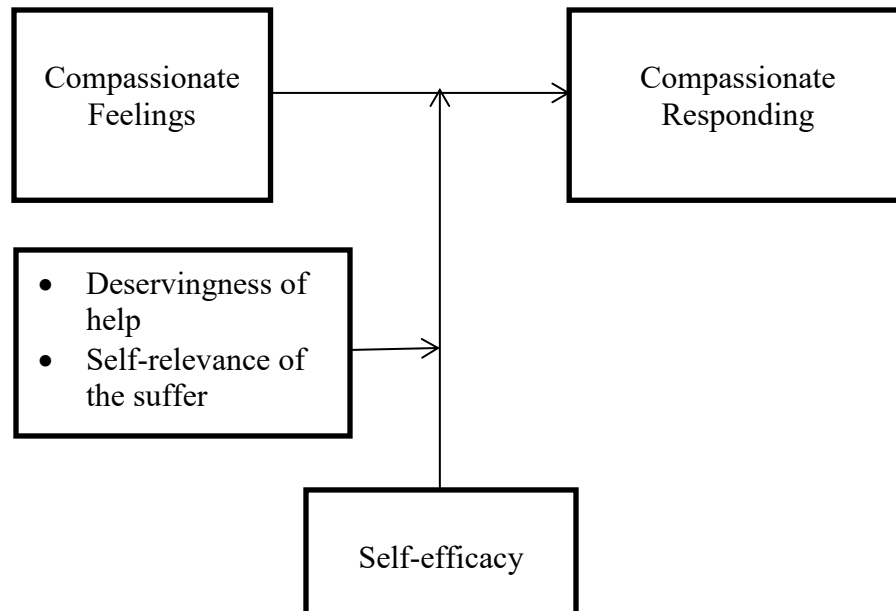 Compassionate
Feelings
Compassionate
Responding
• Deservingness of
help
• Self-relevance of
the suffer
Self-efficacy